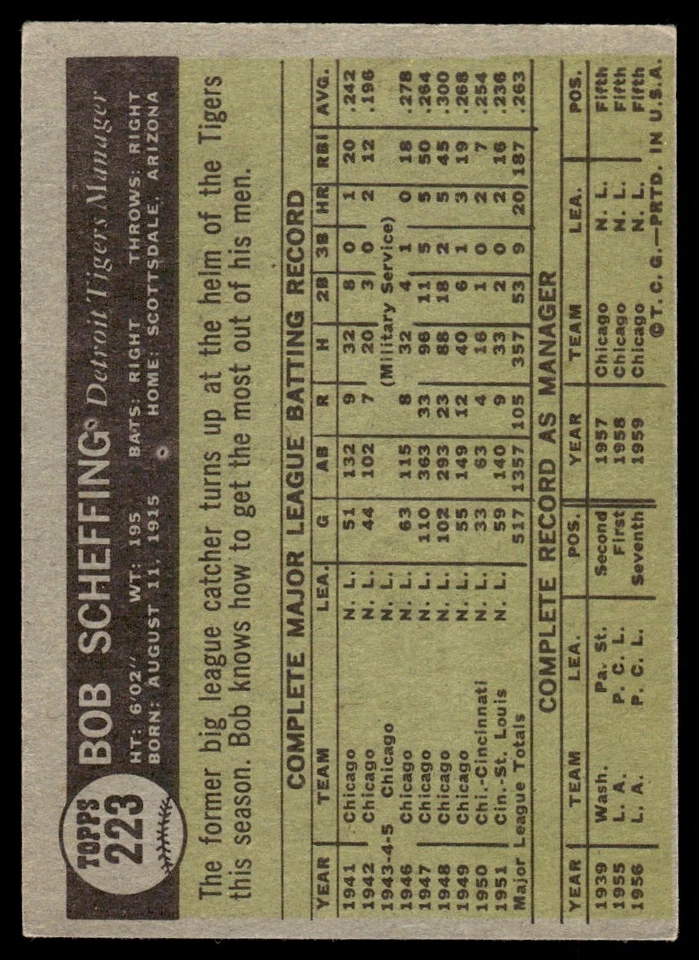 TOPPS
223
BOB SCHEFFING Detroit Tigers Manager
HT: 6'02" WT: 195 BATS: RIGHT THROWS: RIGHT
BORN: AUGUST 11, 1915 HOME: SCOTTSDALE, ARIZONA
The former big league catcher turns up at the helm of the Tigers
this season. Bob knows how to get the most out of his men.
COMPLETE MAJOR LEAGUE BATTING RECORD
YEAR TEAM LEA. G AB R H 2B 3B HR RBI AVG.
1941 Chicago N. L. 51 132 9 32 8 0 1 20 .242
1942 Chicago N. L. 44 102 7 20 3 0 2 12 .196
1943-4-5 Chicago N. L. (Military Service)
1946 Chicago N. L. 63 115 8 32 4 1 0 18 .278
1947 Chicago N. L. 110 363 33 96 11 5 5 50 .264
1948 Chicago N. L. 102 293 23 88 18 2 5 45 .300
1949 Chicago N. L. 55 149 12 40 6 1 3 19 .268
1950 Chi.-Cincinnati N. L. 33 63 4 16 1 0 2 7 .254
1951 Cin.-St. Louis N. L. 59 140 9 33 2 0 2 16 .236
Major League Totals 517 1357 105 357 53 9 20 187 .263
COMPLETE RECORD AS MANAGER
YEAR TEAM LEA. POS. YEAR TEAM LEA. POS.
1939 Wash. Pa. St. Second 1957 Chicago N. L. Fifth
1955 L. A. P. C. L. First 1958 Chicago N. L. Fifth
1956 L. A. P. C. L. Seventh 1959 Chicago N. L. Fifth
© T. C. G.—PRTD. IN U.S.A.